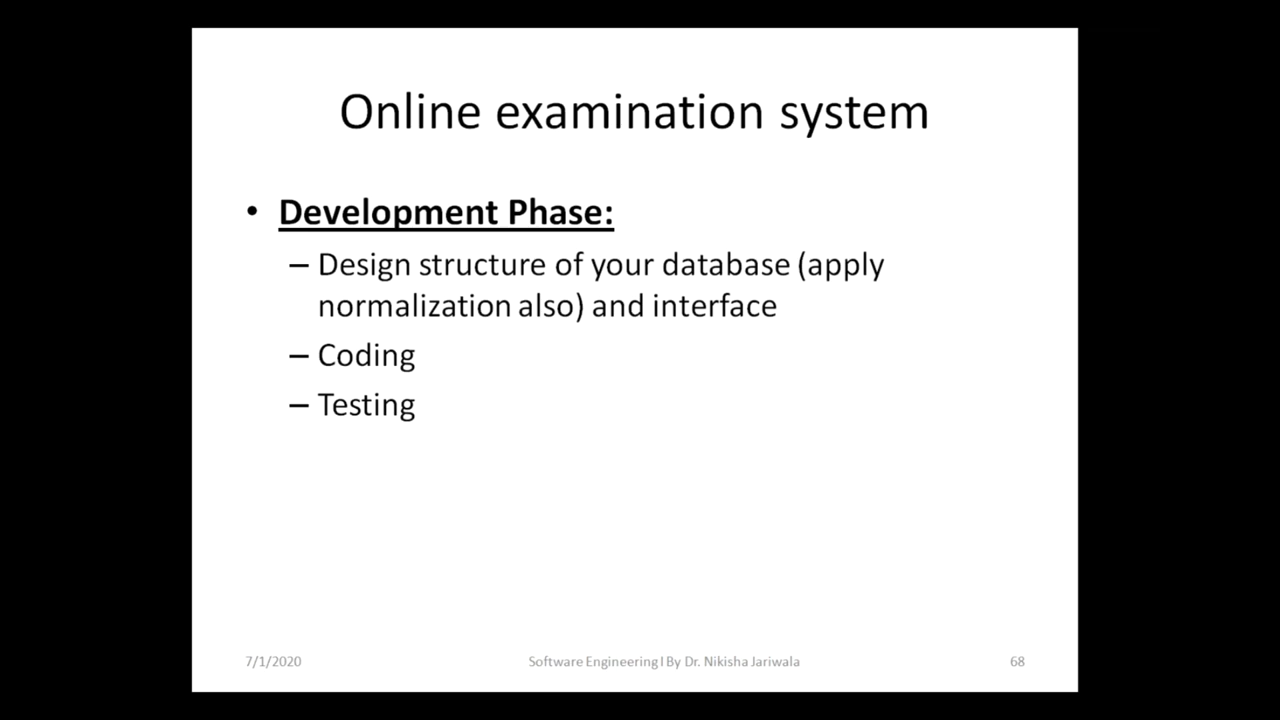 Online examination system
• Development Phase:
– Design structure of your database (apply
normalization also) and interface
– Coding
– Testing
7/1/2020
Software Engineering I By Dr. Nikisha Jariwala
68